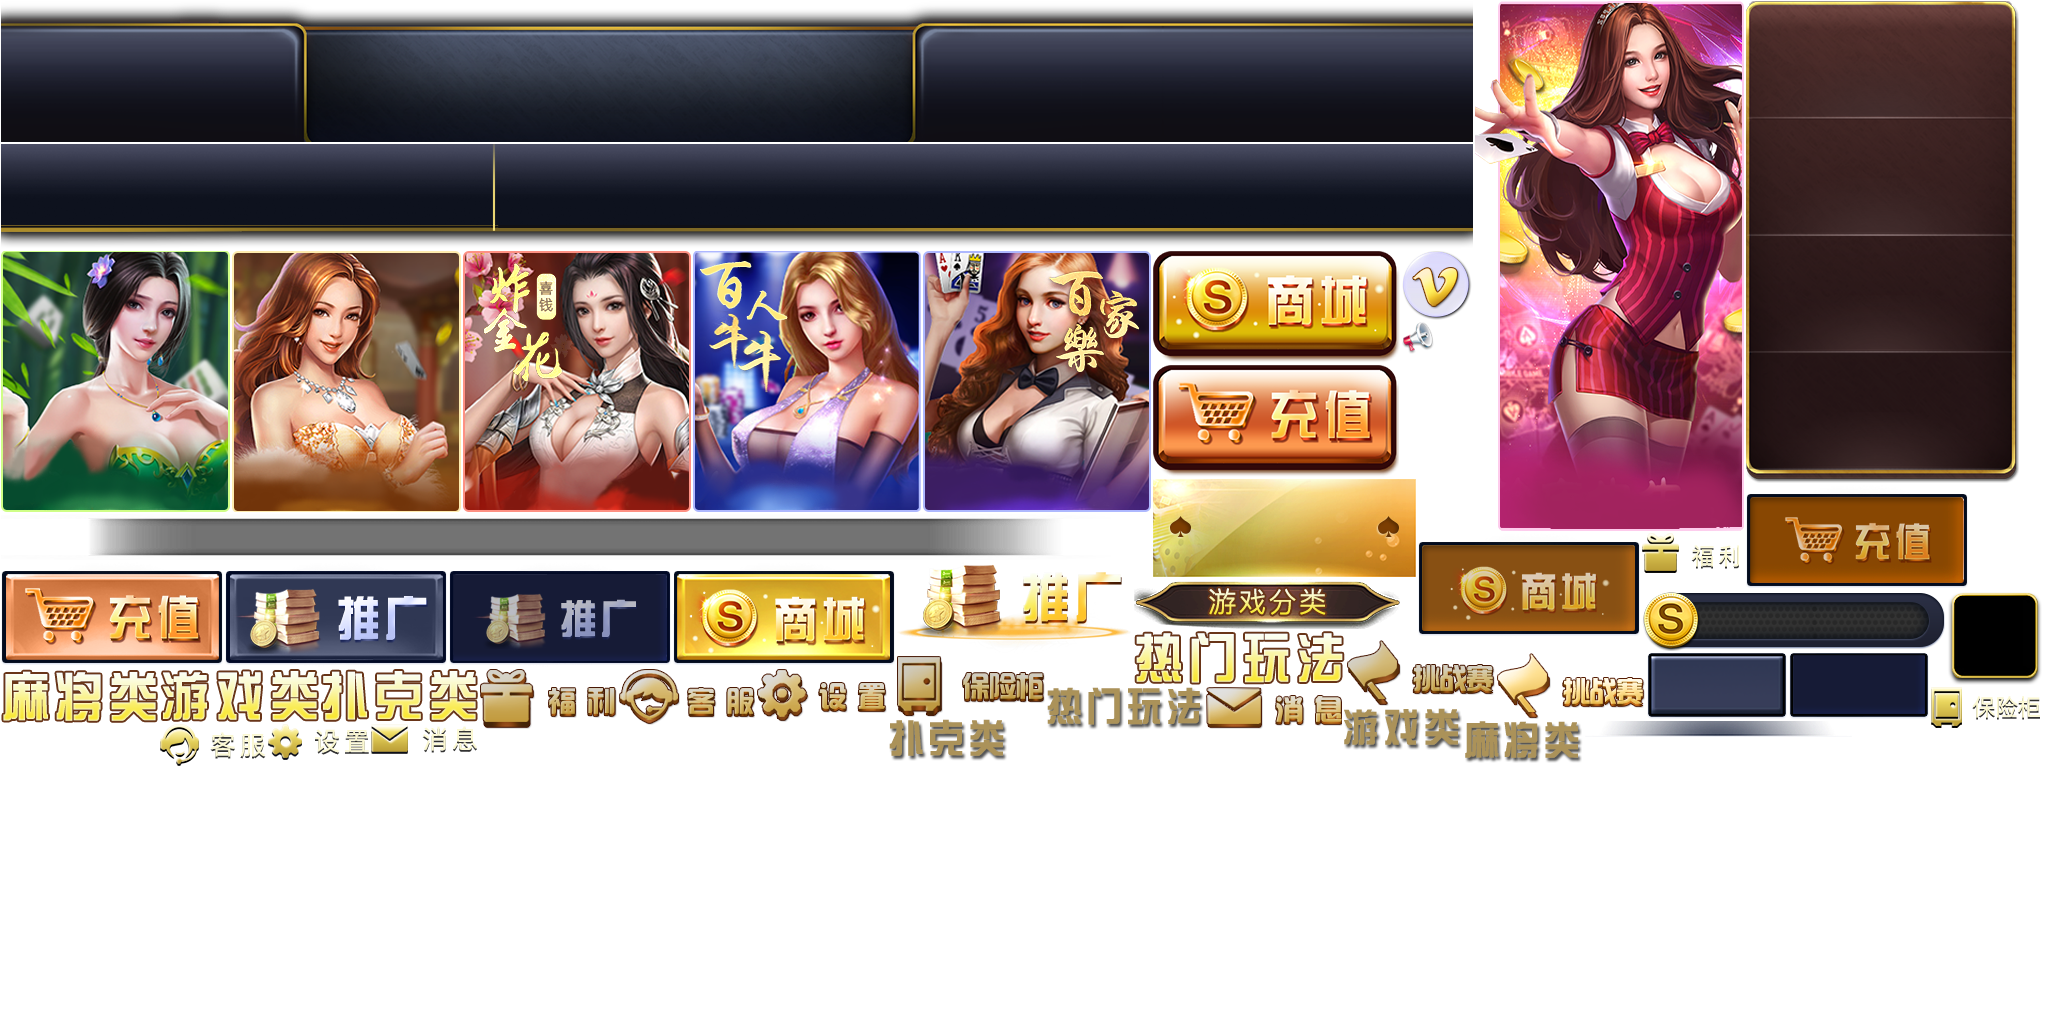 炸金花
喜钱
百人牛牛
百家樂
S 商城
V
充值
A K
5
充值
推广
推广
S 商城
推广
游戏分类
S 商城
福利
充值
S
麻将类
游戏类
扑克类
福利
客服
设置
保险柜
热门玩法
挑战赛
挑战赛
热门玩法
消息
游戏类
麻将类
扑克类
保险柜
客服
设置
消息